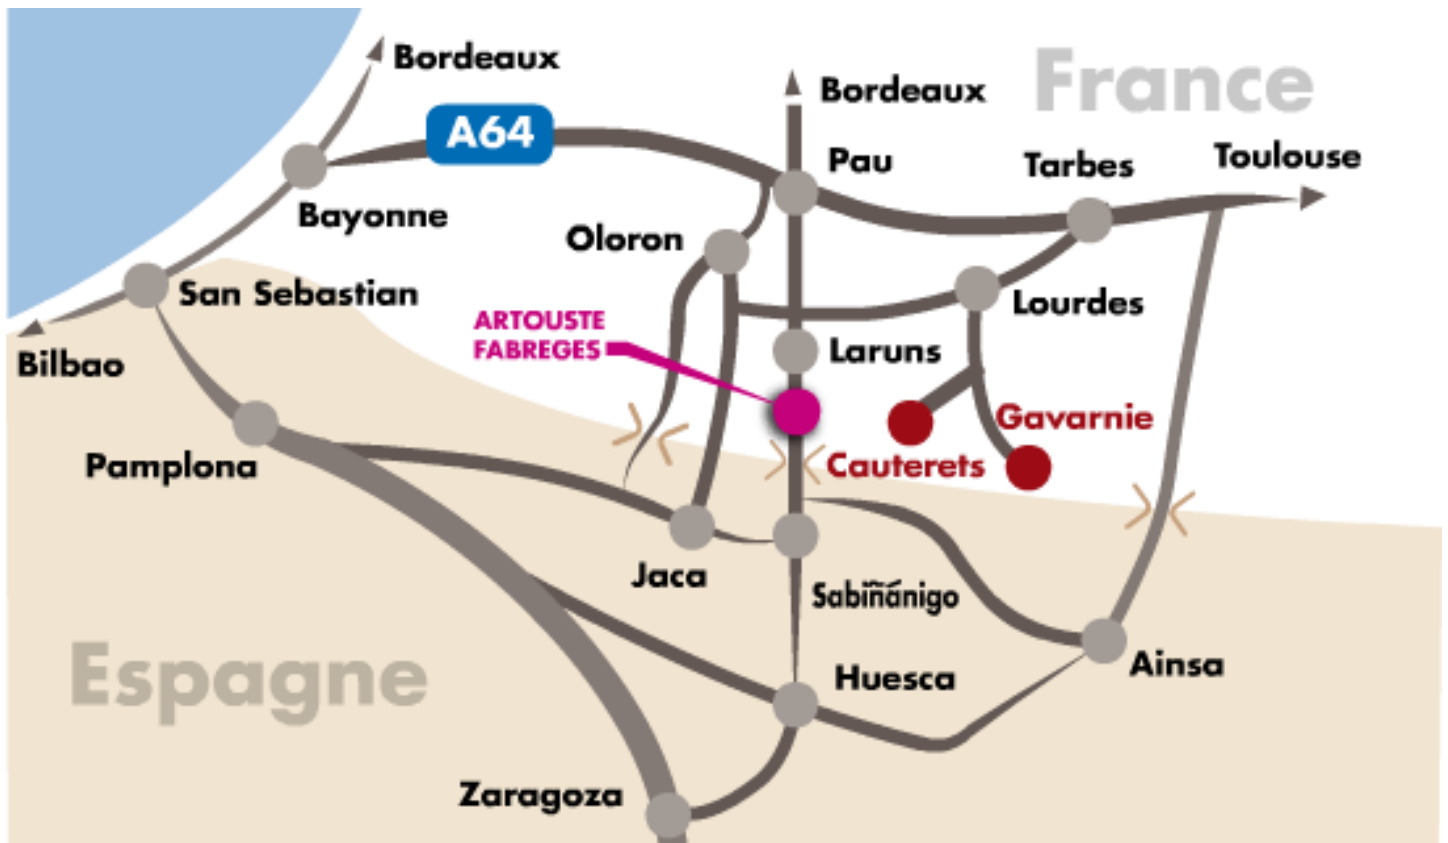 Bordeaux
Bordeaux
France
A64
Pau
Tarbes
Toulouse
Bayonne
Oloron
San Sebastian
Lourdes
ARTOUSTE
FABREGES
Laruns
Bilbao
Gavarnie
Pamplona
Cauterets
Jaca
Sabiñánigo
Espagne
Huesca
Ainsa
Zaragoza